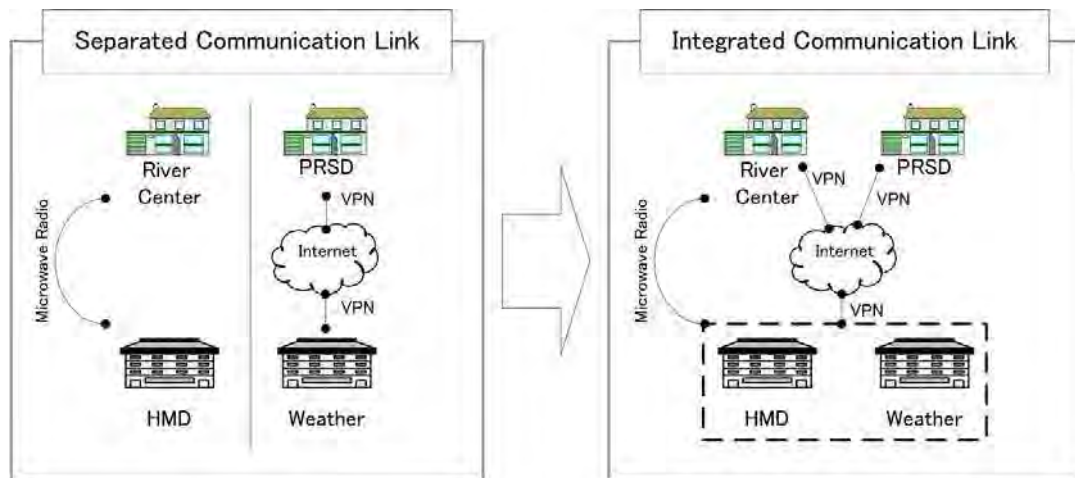 Separated Communication Link
River
Center
PRSD
VPN
Microwave Radio
Internet
VPN
HMD
Weather
Integrated Communication Link
River
Center
PRSD
VPN
VPN
Microwave Radio
Internet
VPN
HMD
Weather